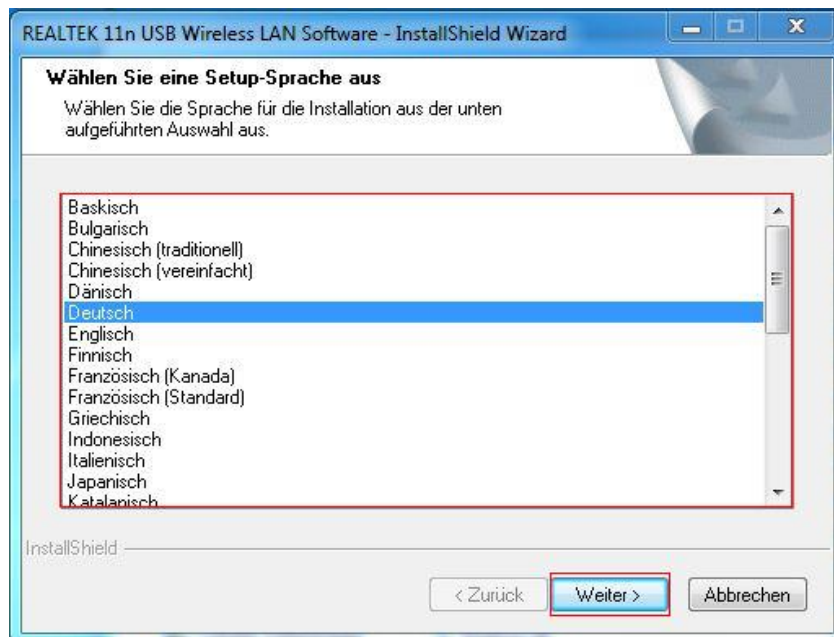 REALTEK 11n USB Wireless LAN Software - InstallShield Wizard
Wählen Sie eine Setup-Sprache aus
Wählen Sie die Sprache für die Installation aus der unten
aufgeführten Auswahl aus.
Baskisch
Bulgarisch
Chinesisch (traditionell)
Chinesisch (vereinfacht)
Dänisch
Deutsch
Englisch
Finnisch
Französisch (Kanada)
Französisch (Standard)
Griechisch
Indonesisch
Italienisch
Japanisch
Katalanisch
InstallShield
< Zurück
Weiter >
Abbrechen